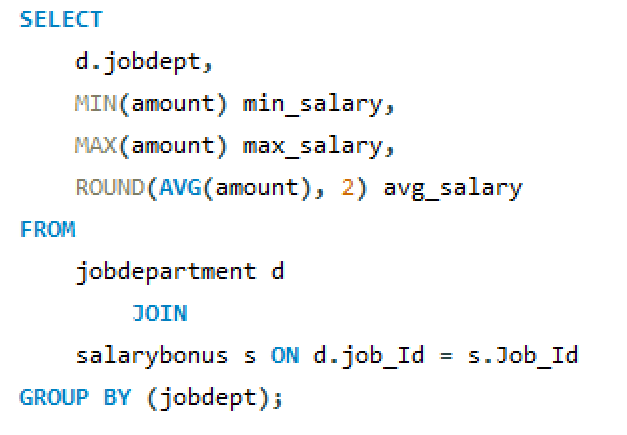 SELECT
d.jobdept,
MIN(amount) min_salary,
MAX(amount) max_salary,
ROUND(AVG(amount), 2) avg_salary
FROM
jobdepartment d
JOIN
salarybonus s ON d.job_Id = s.Job_Id
GROUP BY (jobdept);